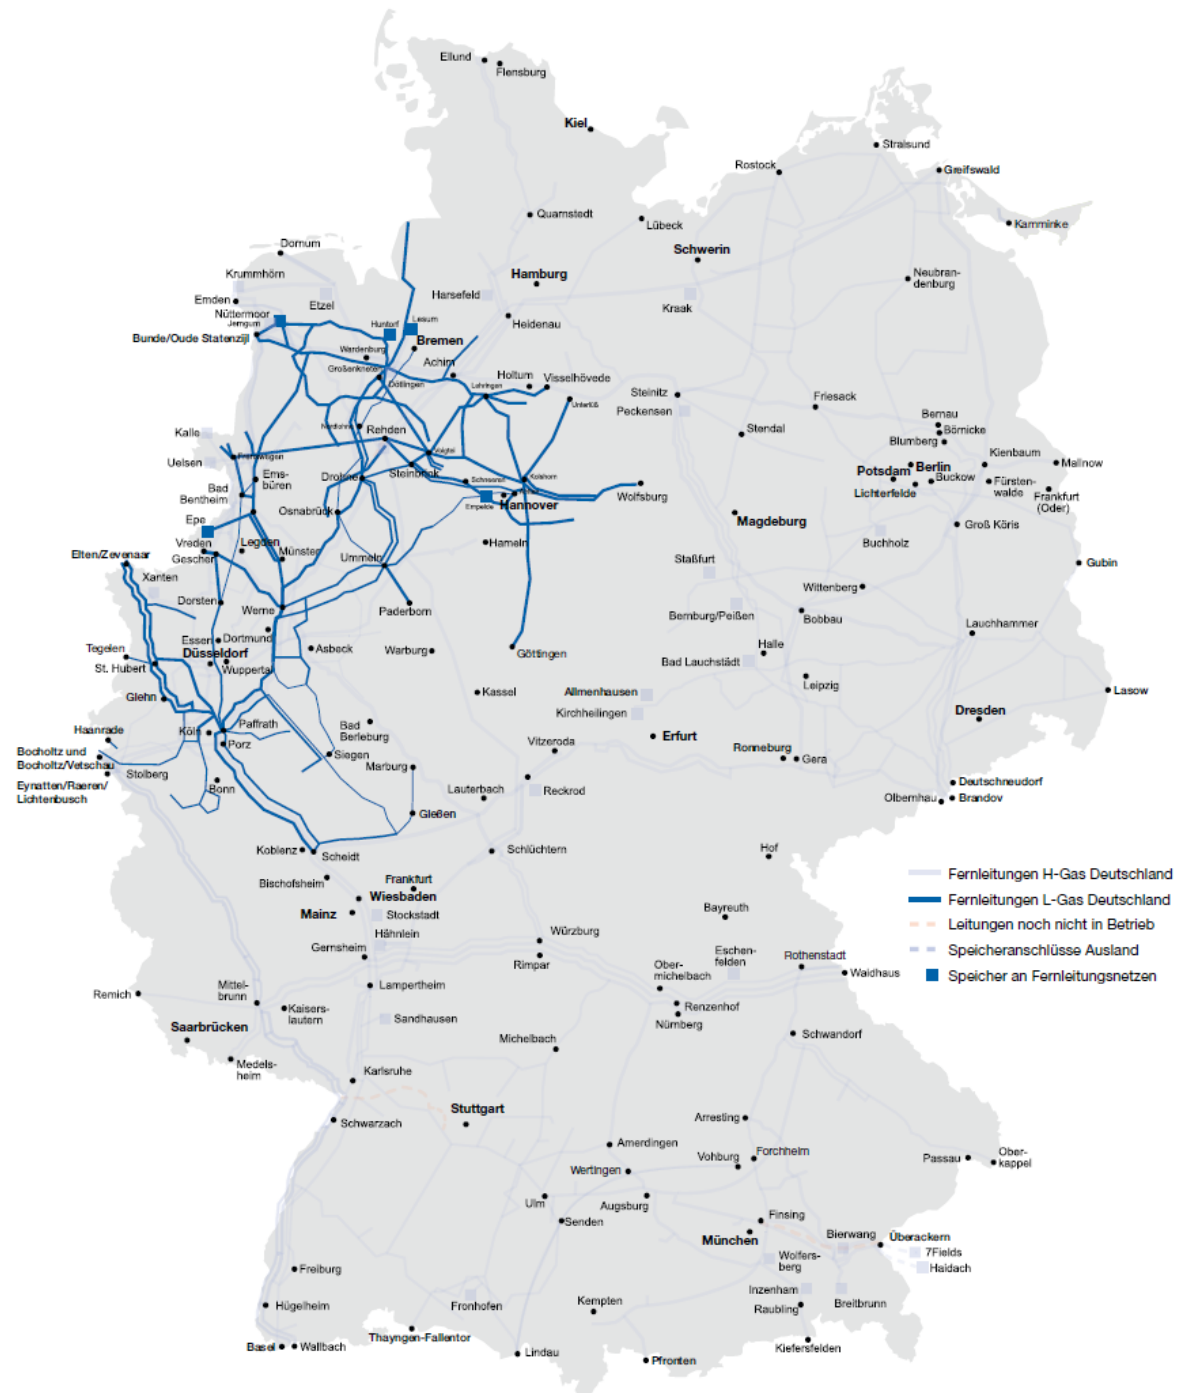 Ellund
Flensburg
Kiel
Stralsund
Rostock
Greifswald
Quarnstedt
Lübeck
Kamminke
Dornum
Schwerin
Krummhörn
Hamburg
Neubran-
denburg
Emden
Etzel
Harsefeld
Kraak
Nüttermoor
Jemgum
Huntorf
Lesum
Heidenau
Bunde/Oude Statenzijl
Bremen
Wardenburg
Achim
Großenkneten
Dötlingen
Holtum
Visselhövede
Lehringen
Unterlüß
Steinitz
Friesack
Peckensen
Bernau
Börnicke
Blumberg
Kalle
Rehden
Stendal
Voigtei
Kienbaum
Mallnow
Uelsen
Frenswegen
Potsdam
Berlin
Ems-
büren
Drohne
Steinbrink
Schneeren
Kolshorn
Buckow
Fürsten-
walde
Bad
Bentheim
Wolfsburg
Lichterfelde
Frankfurt
(Oder)
Empelde
Hannover
Osnabrück
Magdeburg
Epe
Groß Köris
Vreden
Legden
Hameln
Buchholz
Elten/Zevenaar
Gescher
Münster
Ummeln
Staßfurt
Gubin
Xanten
Wittenberg
Dorsten
Werne
Paderborn
Bernburg/Peißen
Bobbau
Lauchhammer
Essen
Dortmund
Tegelen
Düsseldorf
Asbeck
Warburg
Göttingen
Halle
St. Hubert
Wuppertal
Bad Lauchstädt
Leipzig
Glehn
Kassel
Allmenhausen
Lasow
Kirchheilingen
Dresden
Haanrade
Köln
Paffrath
Bad
Berleburg
Erfurt
Porz
Vitzeroda
Ronneburg
Gera
Bocholtz und
Bocholtz/Vetschau
Stolberg
Siegen
Marburg
Eynatten/Raeren/
Lichtenbusch
Bonn
Lauterbach
Reckrod
Deutschneudorf
Olbernhau
Brandov
Gießen
Koblenz
Scheidt
Schlüchtern
Hof
Fernleitungen H-Gas Deutschland
Bischofsheim
Frankfurt
Wiesbaden
Fernleitungen L-Gas Deutschland
Mainz
Stockstadt
Bayreuth
Leitungen noch nicht in Betrieb
Hähnlein
Würzburg
Gernsheim
Eschen-
felden
Rothenstadt
Speicheranschlüsse Ausland
Rimpar
Ober-
michelbach
Waidhaus
Speicher an Fernleitungsnetzen
Remich
Mittel-
brunn
Lampertheim
Kaisers-
lautern
Renzenhof
Nürnberg
Saarbrücken
Sandhausen
Schwandorf
Michelbach
Medels-
heim
Karlsruhe
Stuttgart
Schwarzach
Arresting
Amerdingen
Forchheim
Vohburg
Passau
Ober-
kappel
Wertingen
Ulm
Augsburg
Senden
Finsing
München
Bierwang
Überackern
7Fields
Haidach
Wolfers-
berg
Freiburg
Inzenham
Hügelheim
Fronhofen
Kempten
Raubling
Breitbrunn
Thayngen-Fallentor
Basel
Wallbach
Lindau
Kiefersfelden
Pfronten